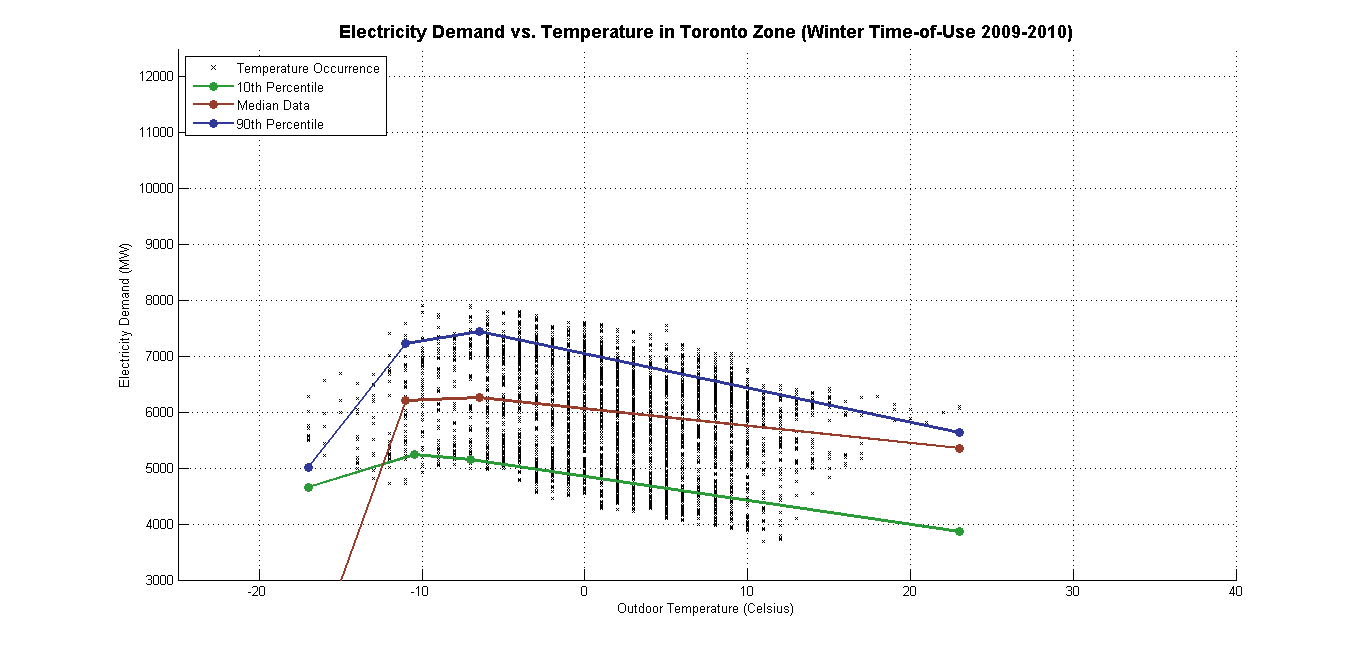 Electricity Demand vs. Temperature in Toronto Zone (Winter Time-of-Use 2009-2010)
Temperature Occurrence
10th Percentile
Median Data
90th Percentile
12000
11000
10000
9000
8000
7000
6000
5000
4000
3000
Electricity Demand (MW)
-20
-10
0
10
20
30
40
Outdoor Temperature (Celsius)